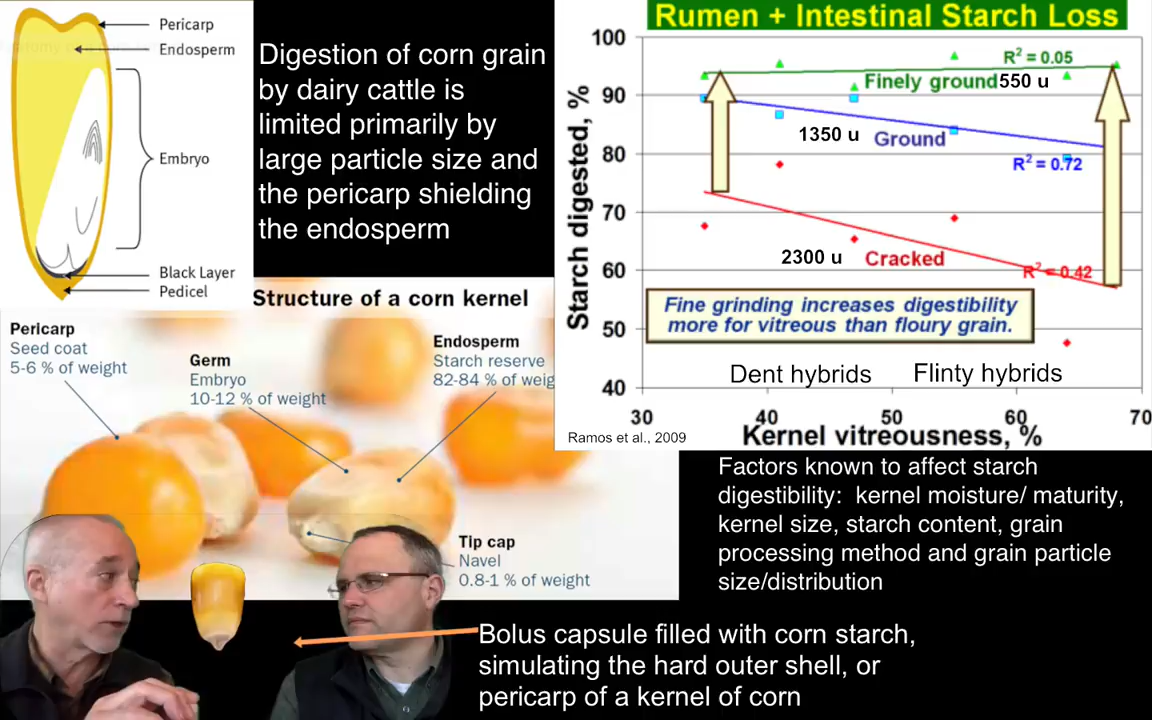 Pericarp
Endosperm
Embryo
Black Layer
Pedicel
Digestion of corn grain
by dairy cattle is
limited primarily by
large particle size and
the pericarp shielding
the endosperm
Rumen + Intestinal Starch Loss
Starch digested, %
100
90
80
70
60
50
40
R² = 0.05
Finely ground 550 u
1350 u Ground
R² = 0.72
2300 u Cracked
R² = 0.42
Fine grinding increases digestibility
more for vitreous than floury grain.
Dent hybrids Flinty hybrids
30 40 50 60 70
Ramos et al., 2009
Kernel vitreousness, %
Structure of a corn kernel
Pericarp
Seed coat
5-6 % of weight
Germ
Embryo
10-12 % of weight
Endosperm
Starch reserve
82-84 % of weig
Tip cap
Navel
0.8-1 % of weight
Factors known to affect starch
digestibility: kernel moisture/ maturity,
kernel size, starch content, grain
processing method and grain particle
size/distribution
Bolus capsule filled with corn starch,
simulating the hard outer shell, or
pericarp of a kernel of corn